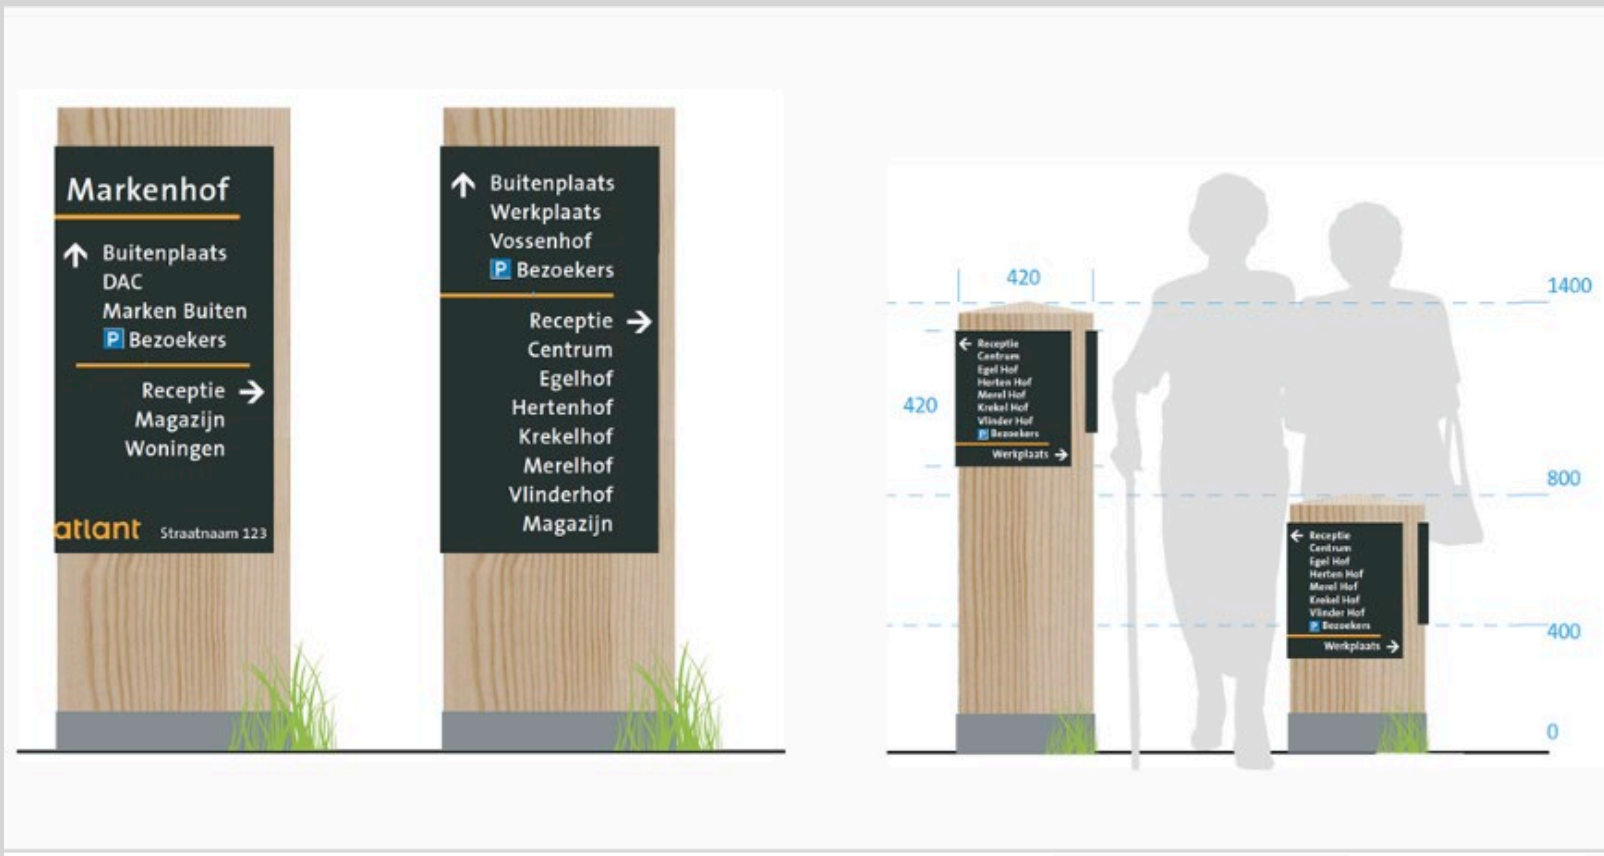 Markenhof
↑ Buitenplaats
DAC
Marken Buiten
P Bezoekers
Receptie →
Magazijn
Woningen
atlant Straatnaam 123
↑ Buitenplaats
Werkplaats
Vossenhof
P Bezoekers
Receptie →
Centrum
Egelhof
Hertenhof
Krekelhof
Merelhof
Vlinderhof
Magazijn
420
1400
← Receptie
Centrum
Egel Hof
Herten Hof
Merel Hof
Krekel Hof
Vlinder Hof
P Bezoekers
Werkplaats →
420
800
← Receptie
Centrum
Egel Hof
Herten Hof
Merel Hof
Krekel Hof
Vlinder Hof
P Bezoekers
Werkplaats →
400
0